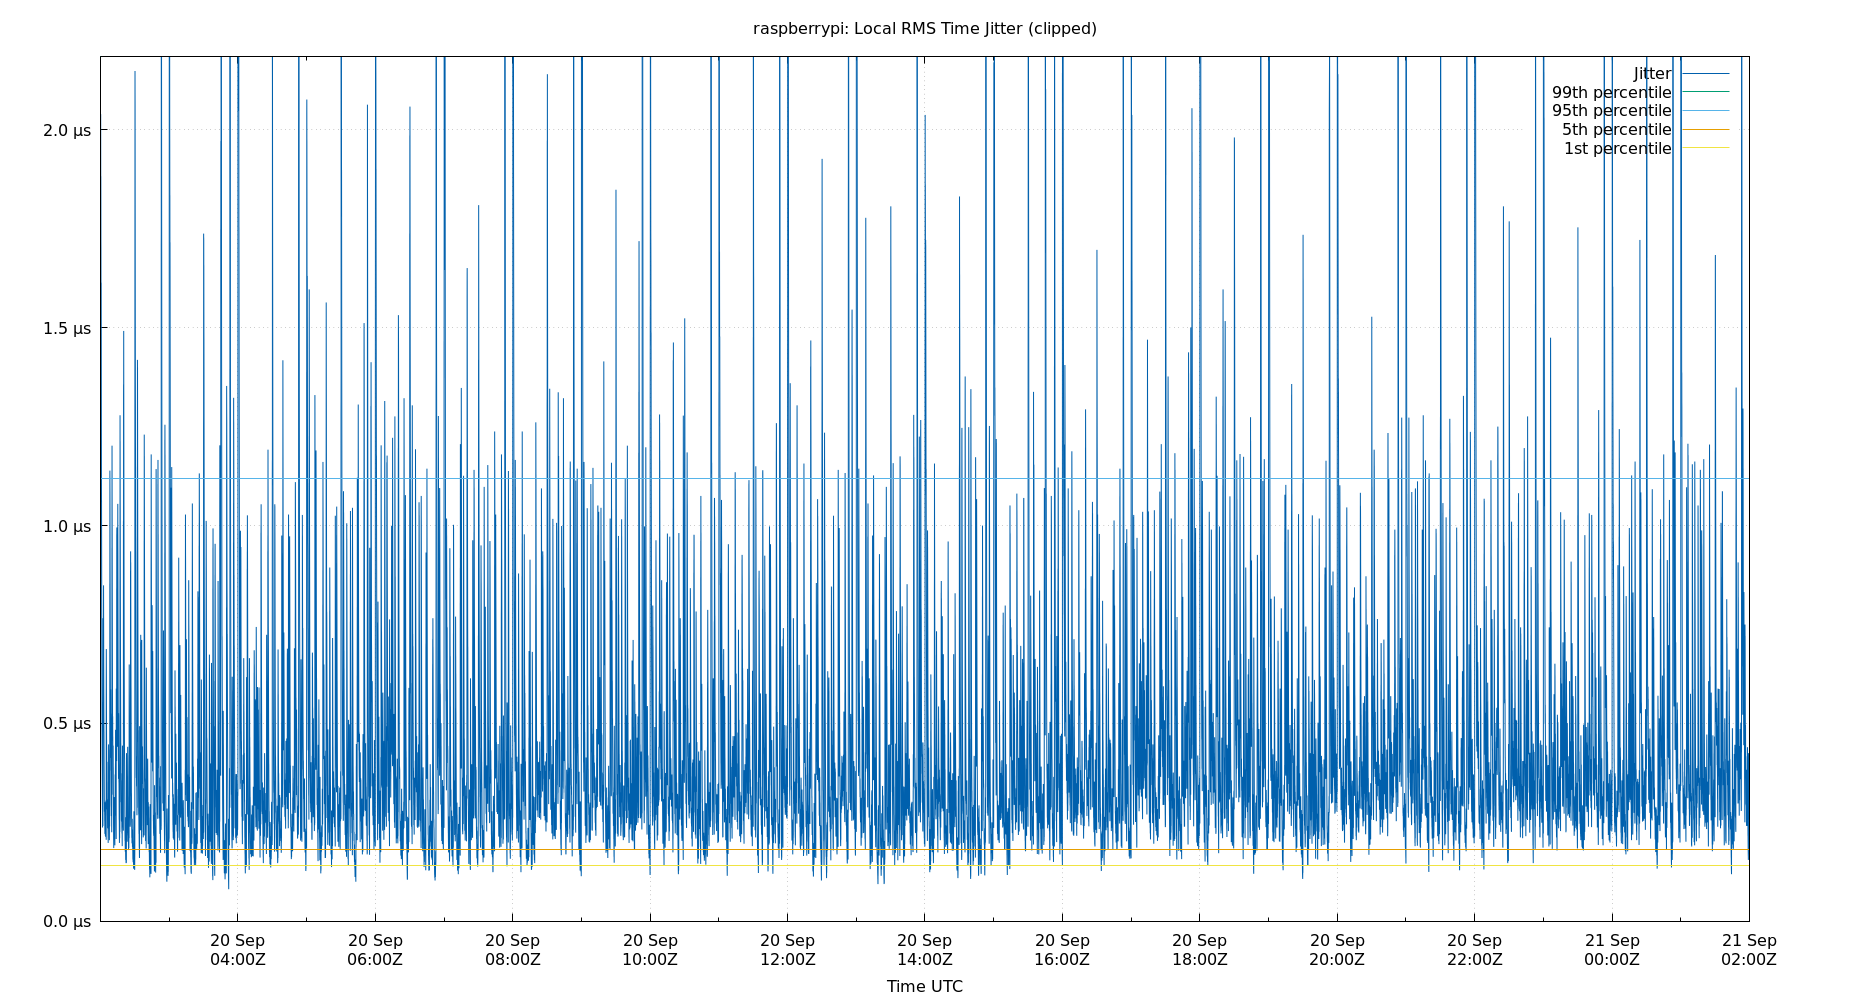 raspberrypi: Local RMS Time Jitter (clipped)
Jitter
99th percentile
95th percentile
5th percentile
1st percentile
2.0 µs
1.5 µs
1.0 µs
0.5 µs
0.0 µs
20 Sep 20 Sep 20 Sep 20 Sep 20 Sep 20 Sep 20 Sep 20 Sep 20 Sep 20 Sep 21 Sep 21 Sep
04:00Z 06:00Z 08:00Z 10:00Z 12:00Z 14:00Z 16:00Z 18:00Z 20:00Z 22:00Z 00:00Z 02:00Z
Time UTC